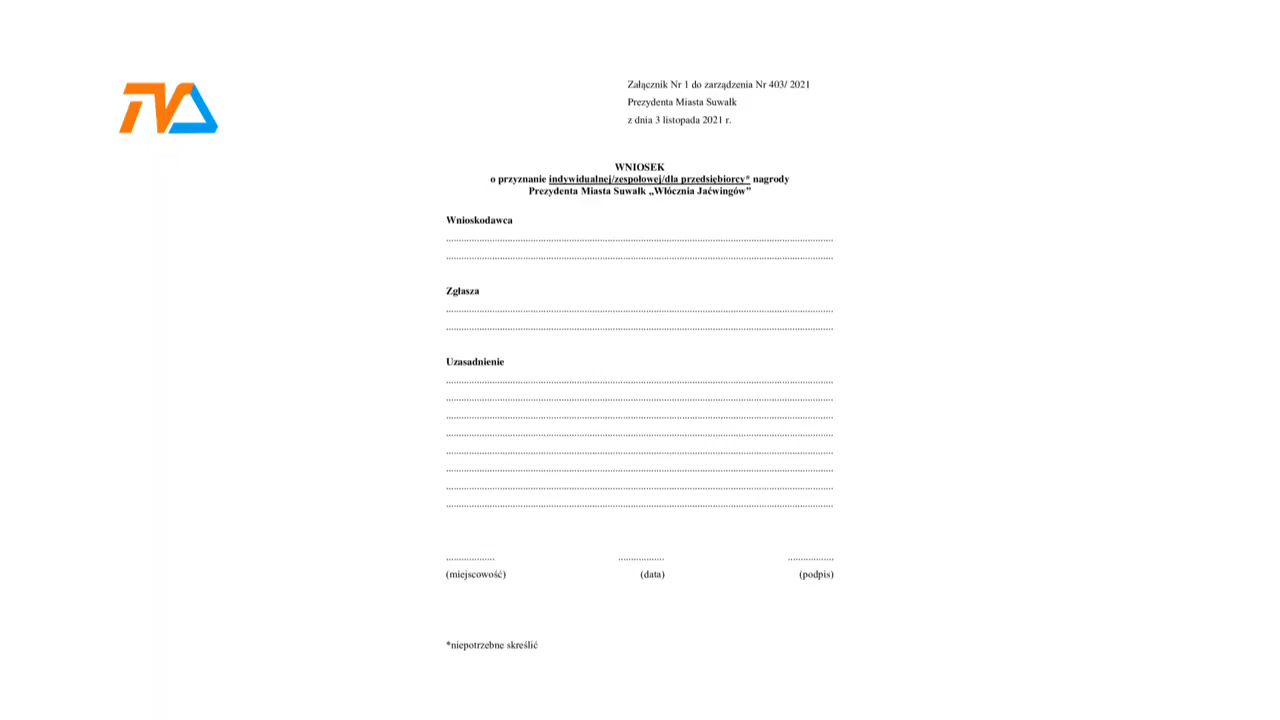 TVS
Załącznik Nr 1 do zarządzenia Nr 403/ 2021
Prezydenta Miasta Suwałk
z dnia 3 listopada 2021 r.
WNIOSEK
o przyznanie indywidualnej/zespołowej/dla przedsiębiorcy* nagrody
Prezydenta Miasta Suwałk „Włócznia Jaćwingów”
Wnioskodawca
Zgłasza
Uzasadnienie
(miejscowość) (data) (podpis)
*niepotrzebne skreślić